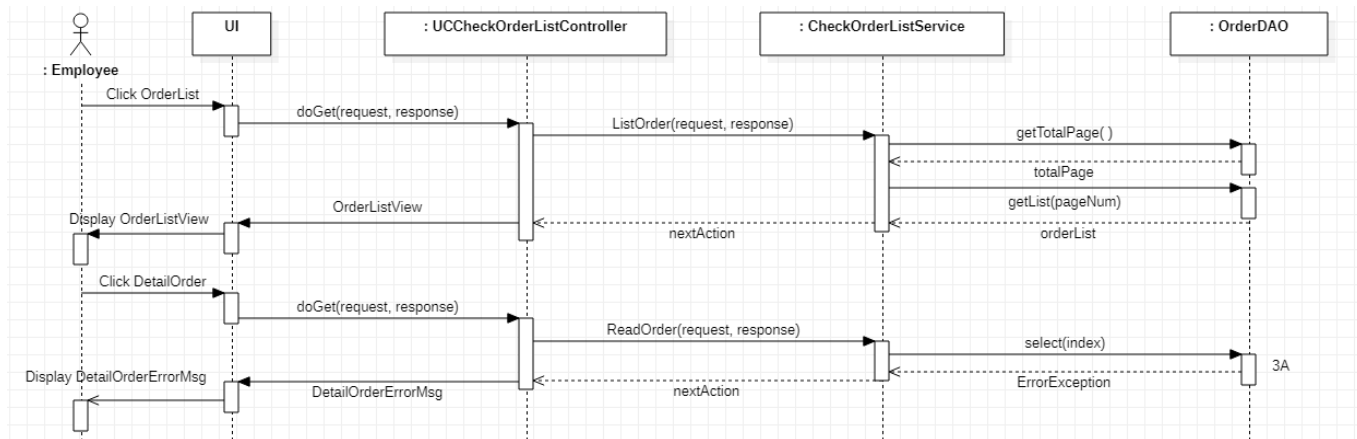 UI
: UCCheckOrderListController
: CheckOrderListService
: OrderDAO
: Employee
Click OrderList
doGet(request, response)
ListOrder(request, response)
getTotalPage( )
totalPage
getList(pageNum)
OrderListView
Display OrderListView
nextAction
orderList
Click DetailOrder
doGet(request, response)
ReadOrder(request, response)
select(index)
3A
Display DetailOrderErrorMsg
ErrorException
DetailOrderErrorMsg
nextAction